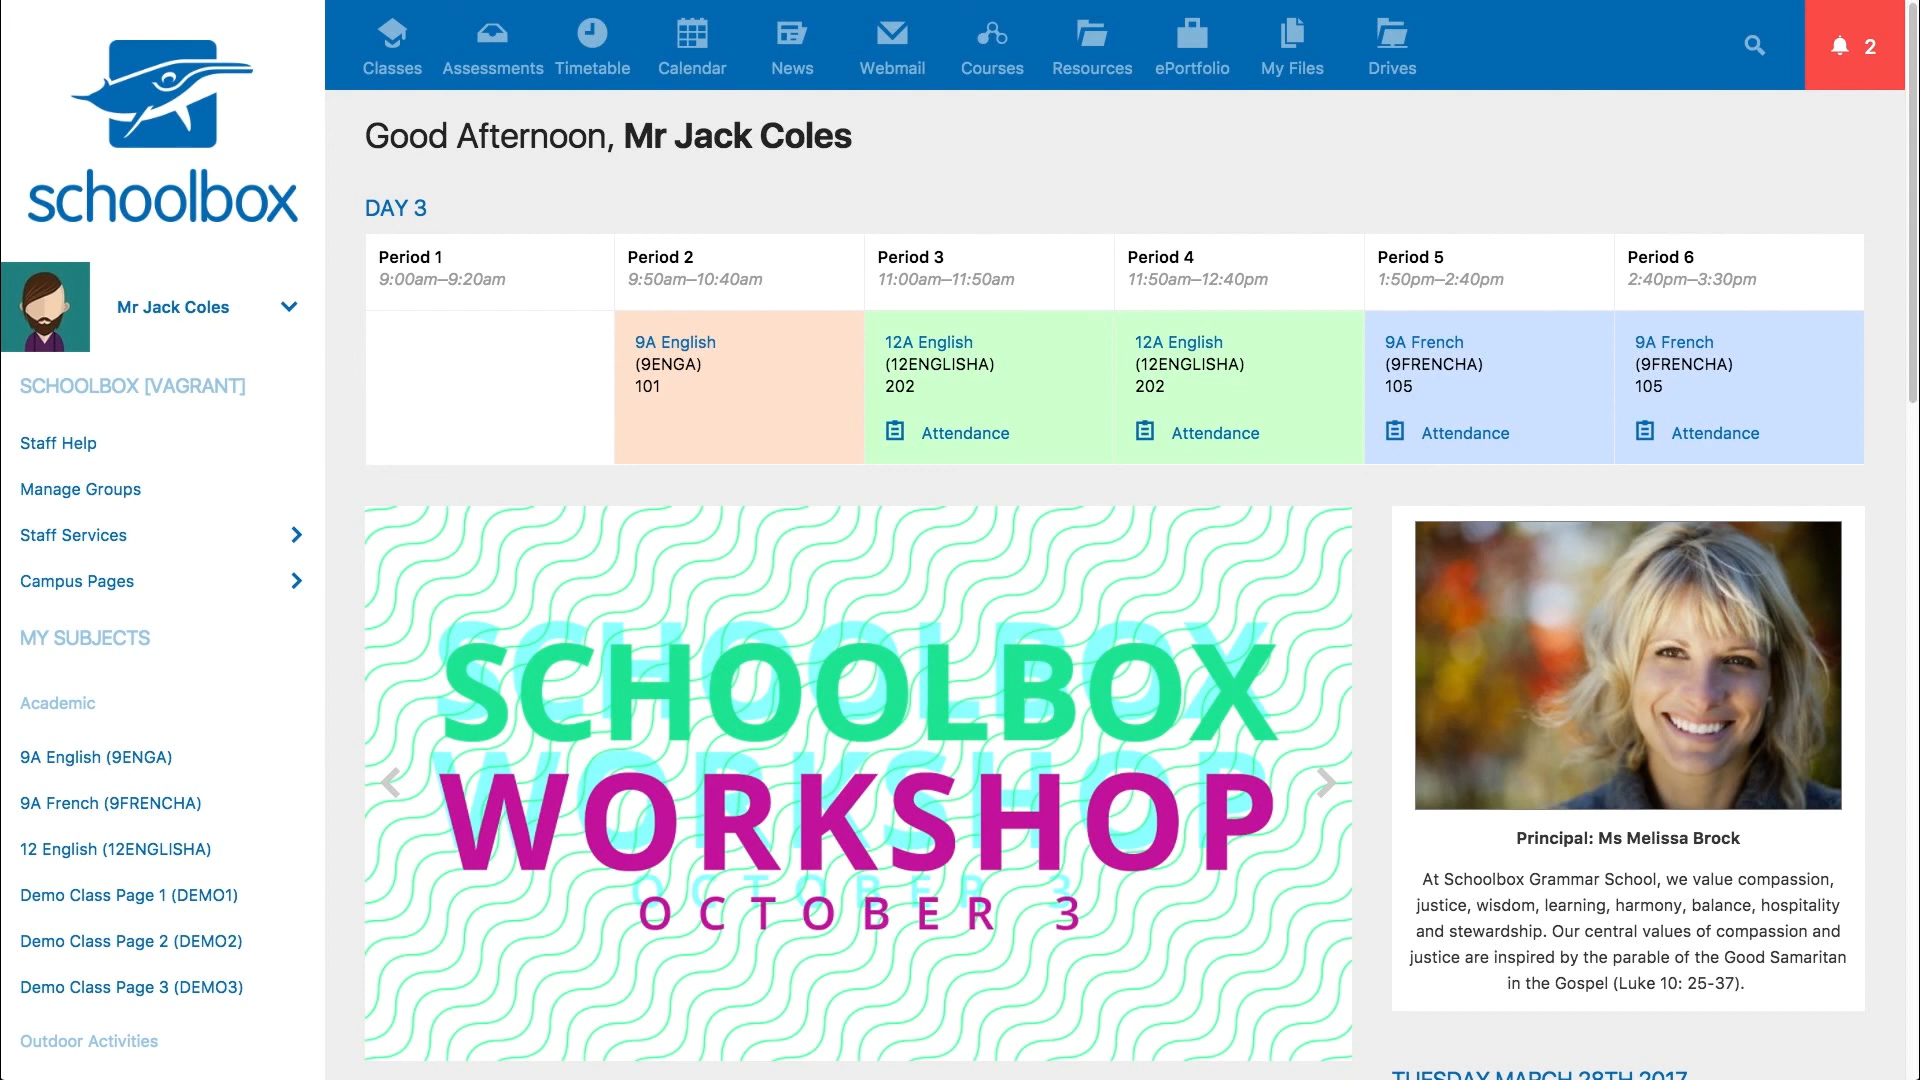 schoolbox
Mr Jack Coles
SCHOOLBOX [VAGRANT]
Staff Help
Manage Groups
Staff Services
Campus Pages
MY SUBJECTS
Academic
9A English (9ENGA)
9A French (9FRENCHA)
12 English (12ENGLISHA)
Demo Class Page 1 (DEMO1)
Demo Class Page 2 (DEMO2)
Demo Class Page 3 (DEMO3)
Outdoor Activities
Classes Assessments Timetable Calendar News Webmail Courses Resources ePortfolio My Files Drives
2
Good Afternoon, Mr Jack Coles
DAY 3
Period 1 Period 2 Period 3 Period 4 Period 5 Period 6
9:00am–9:20am 9:50am–10:40am 11:00am–11:50am 11:50am–12:40pm 1:50pm–2:40pm 2:40pm–3:30pm
9A English 12A English 12A English 9A French 9A French
(9ENGA) (12ENGLISHA) (12ENGLISHA) (9FRENCHA) (9FRENCHA)
101 202 202 105 105
Attendance Attendance Attendance Attendance
SCHOOLBOX
WORKSHOP
OCTOBER 3
Principal: Ms Melissa Brock
At Schoolbox Grammar School, we value compassion,
justice, wisdom, learning, harmony, balance, hospitality
and stewardship. Our central values of compassion and
justice are inspired by the parable of the Good Samaritan
in the Gospel (Luke 10: 25-37).
TUESDAY MARCH 28TH 2017